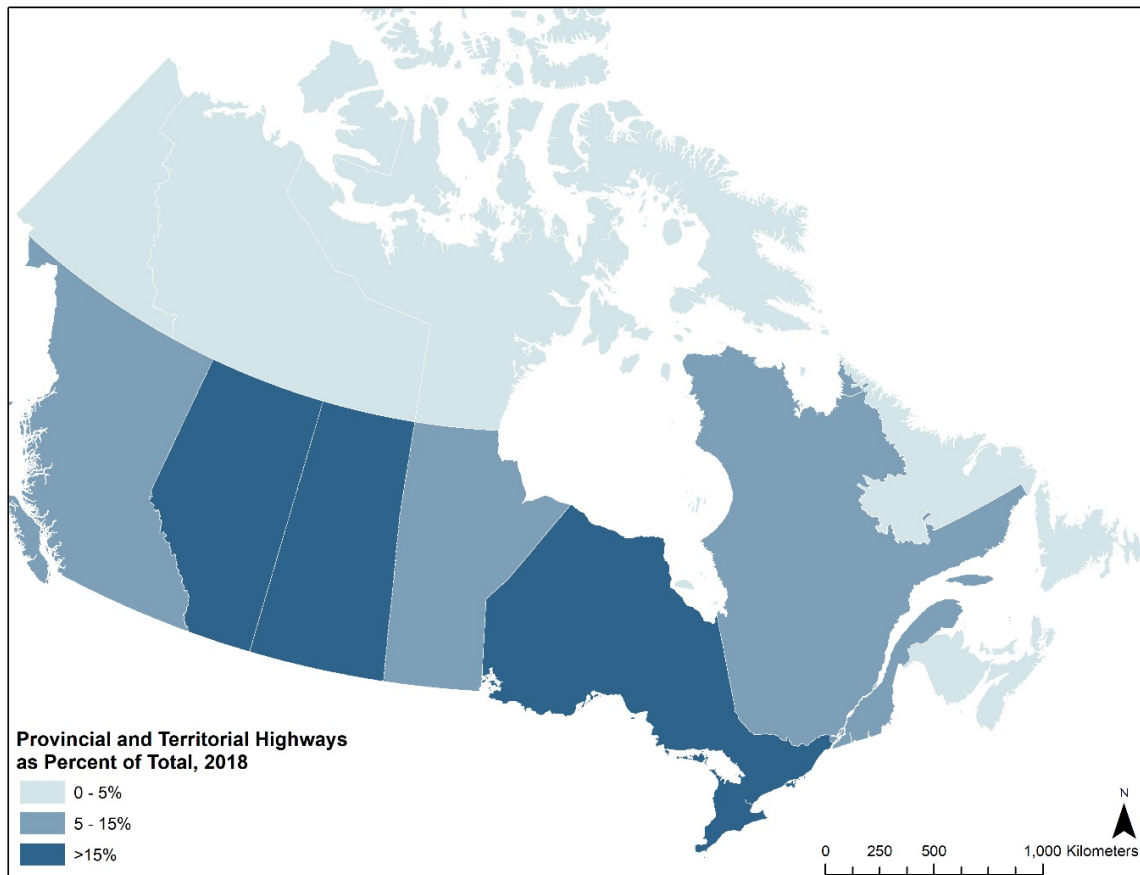 Provincial and Territorial Highways
as Percent of Total, 2018
0 - 5%
5 - 15%
>15%
N
0 250 500 1,000 Kilometers